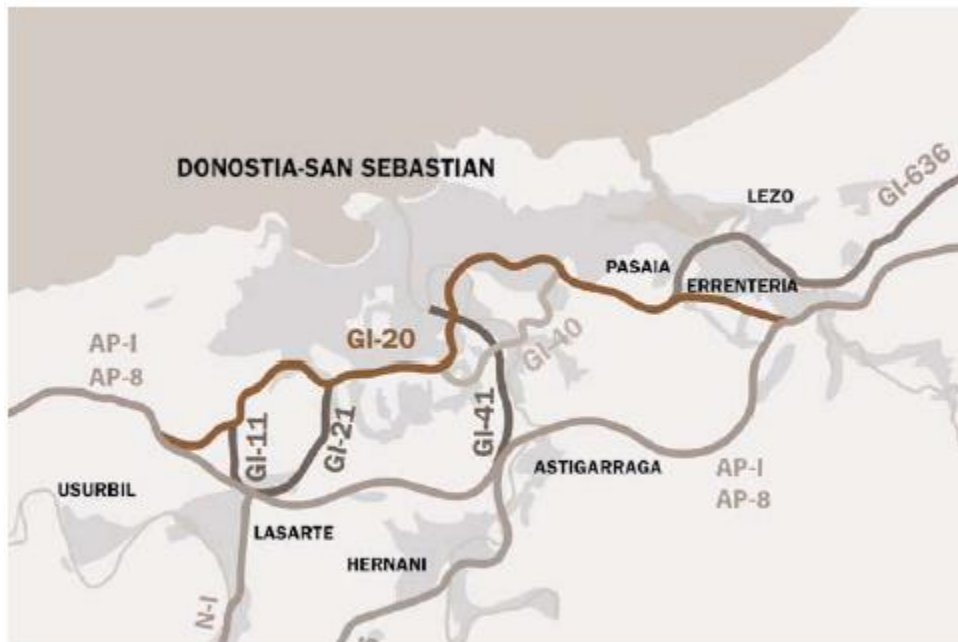 DONOSTIA-SAN SEBASTIAN
LEZO
GI-636
PASAIA
ERRENTERIA
GI-20
GI-40
AP-I
AP-8
GI-11
GI-21
GI-41
ASTIGARRAGA
AP-I
AP-8
USURBIL
LASARTE
HERNANI
N-I